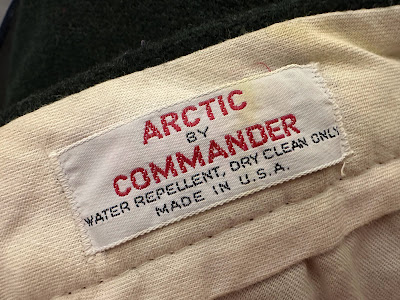 ARCTIC
BY
COMMANDER
WATER REPELLENT, DRY CLEAN ONLY
MADE IN U.S.A.